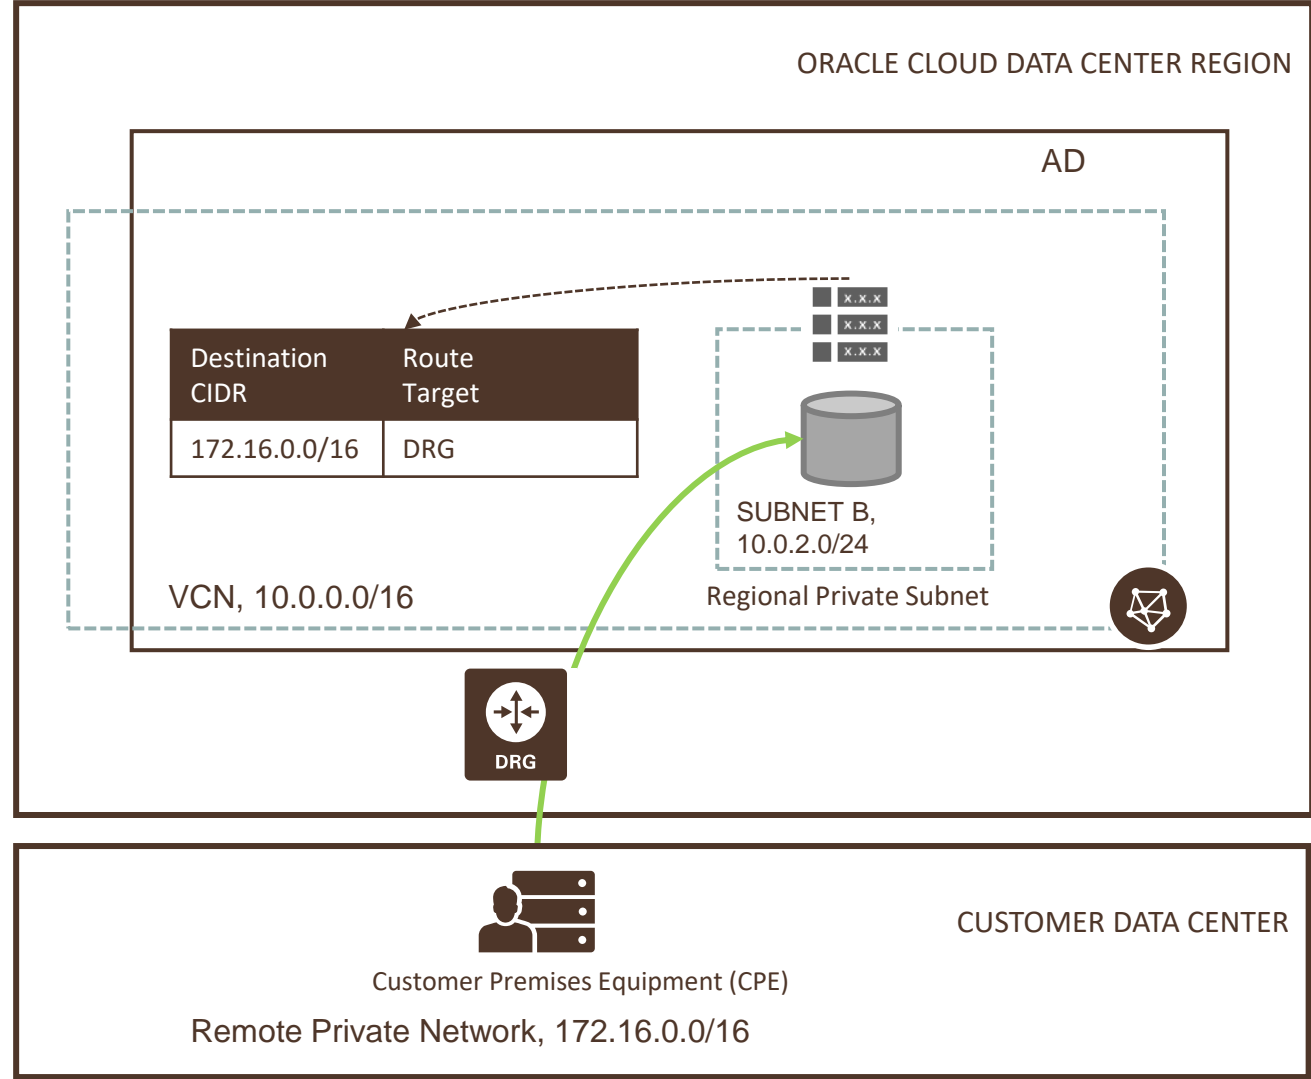 ORACLE CLOUD DATA CENTER REGION
AD
x.x.x
x.x.x
x.x.x
Destination CIDR
Route Target
172.16.0.0/16
DRG
SUBNET B,
10.0.2.0/24
VCN, 10.0.0.0/16
Regional Private Subnet
DRG
CUSTOMER DATA CENTER
Customer Premises Equipment (CPE)
Remote Private Network, 172.16.0.0/16